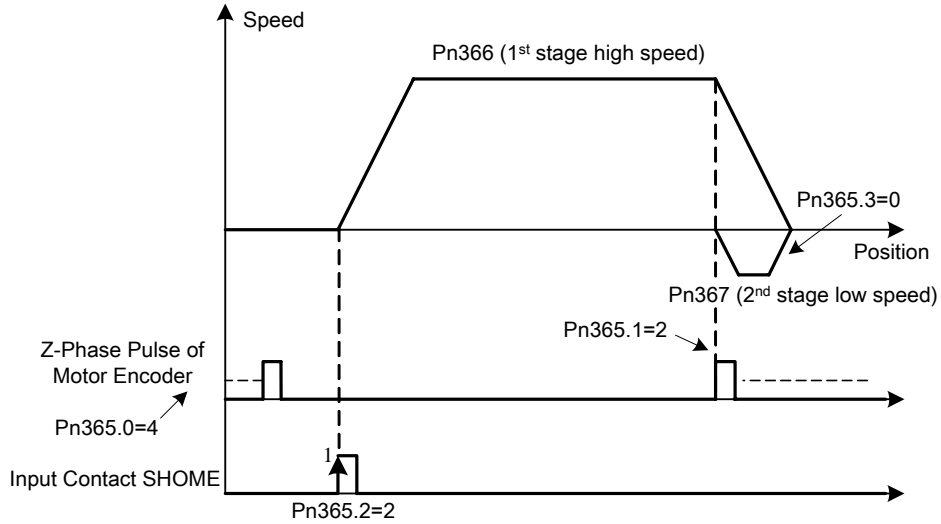 Speed
Pn366 (1st stage high speed)
Pn365.3=0
Position
Pn367 (2nd stage low speed)
Pn365.1=2
Z-Phase Pulse of
Motor Encoder
Pn365.0=4
1
Input Contact SHOME
Pn365.2=2